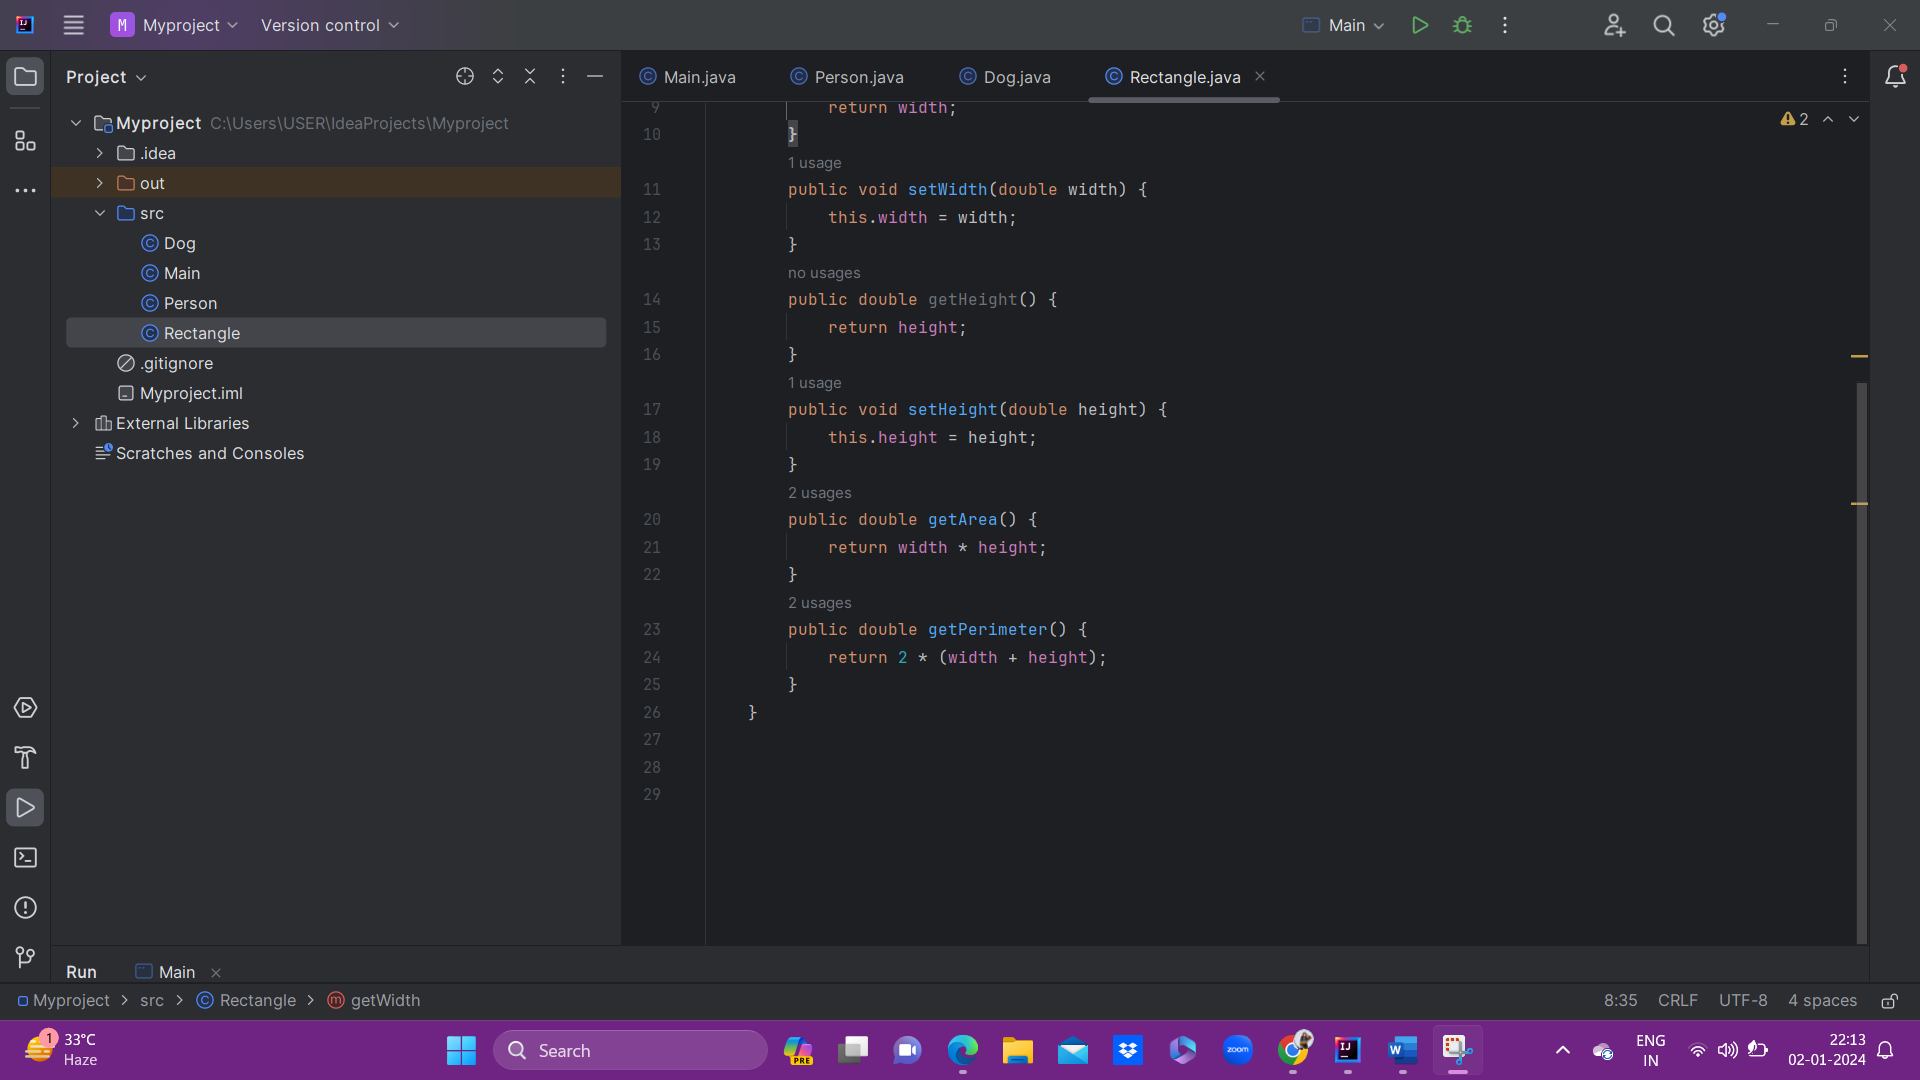 M Myproject Version control Main
Project
Main.java Person.java Dog.java Rectangle.java
Myproject C:\Users\USER\IdeaProjects\Myproject
.idea
out
src
Dog
Main
Person
Rectangle
.gitignore
Myproject.iml
External Libraries
Scratches and Consoles
2
9 return width;
10 }
1 usage
11 public void setWidth(double width) {
12 this.width = width;
13 }
no usages
14 public double getHeight() {
15 return height;
16 }
1 usage
17 public void setHeight(double height) {
18 this.height = height;
19 }
2 usages
20 public double getArea() {
21 return width * height;
22 }
2 usages
23 public double getPerimeter() {
24 return 2 * (width + height);
25 }
26 }
27
28
29
Run Main
Myproject > src > Rectangle > getWidth 8:35 CRLF UTF-8 4 spaces
1 33°C
Haze
Search
PRE
zoom
ENG
IN
22:13
02-01-2024